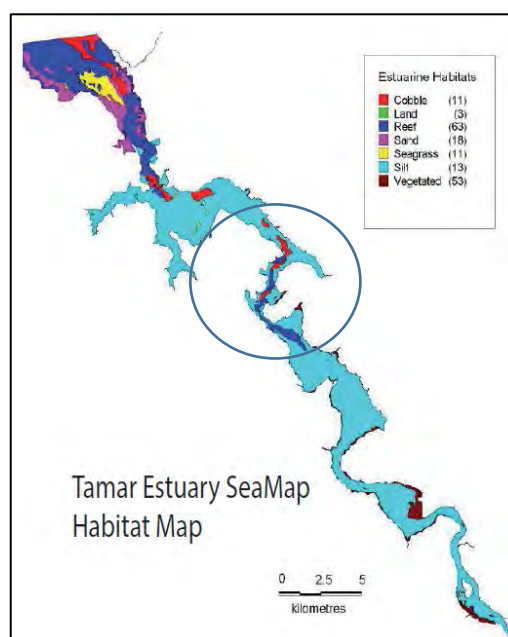 Estuarine Habitats
Cobble (11)
Land (3)
Reef (63)
Sand (18)
Seagrass (11)
Silt (13)
Vegetated (53)
Tamar Estuary SeaMap
Habitat Map
0 2.5 5
kilometres